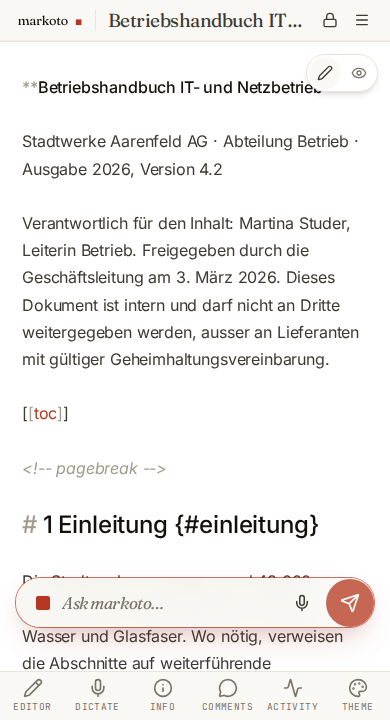 markoto
Betriebshandbuch IT…
**Betriebshandbuch IT- und Netzbetrieb
Stadtwerke Aarenfeld AG · Abteilung Betrieb ·
Ausgabe 2026, Version 4.2
Verantwortlich für den Inhalt: Martina Studer,
Leiterin Betrieb. Freigegeben durch die
Geschäftsleitung am 3. März 2026. Dieses
Dokument ist intern und darf nicht an Dritte
weitergegeben werden, ausser an Lieferanten
mit gültiger Geheimhaltungsvereinbarung.
[[toc]]
<!-- pagebreak -->
# 1 Einleitung {#einleitung}
Ask markoto…
Wasser und Glasfaser. Wo nötig, verweisen
die Abschnitte auf weiterführende
EDITOR
DICTATE
INFO
COMMENTS
ACTIVITY
THEME